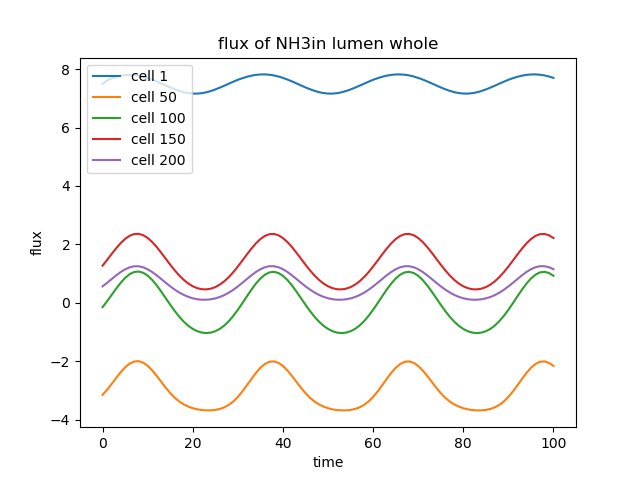 flux of NH3in lumen whole
8
6
4
2
0
−2
−4
flux
cell 1
cell 50
cell 100
cell 150
cell 200
0 20 40 60 80 100
time